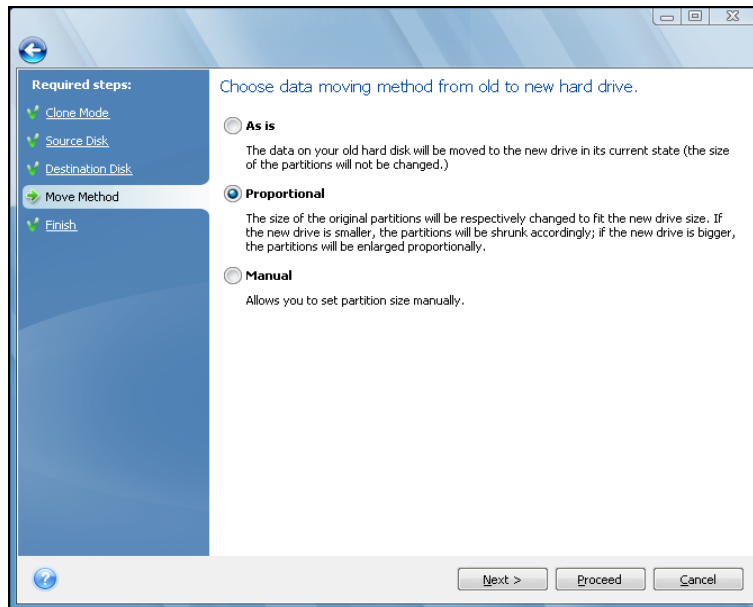 Required steps:
Clone Mode
Source Disk
Destination Disk
Move Method
Finish
Choose data moving method from old to new hard drive.
As is
The data on your old hard disk will be moved to the new drive in its current state (the size
of the partitions will not be changed.)
Proportional
The size of the original partitions will be respectively changed to fit the new drive size. If
the new drive is smaller, the partitions will be shrunk accordingly; if the new drive is bigger,
the partitions will be enlarged proportionally.
Manual
Allows you to set partition size manually.
Next >
Proceed
Cancel